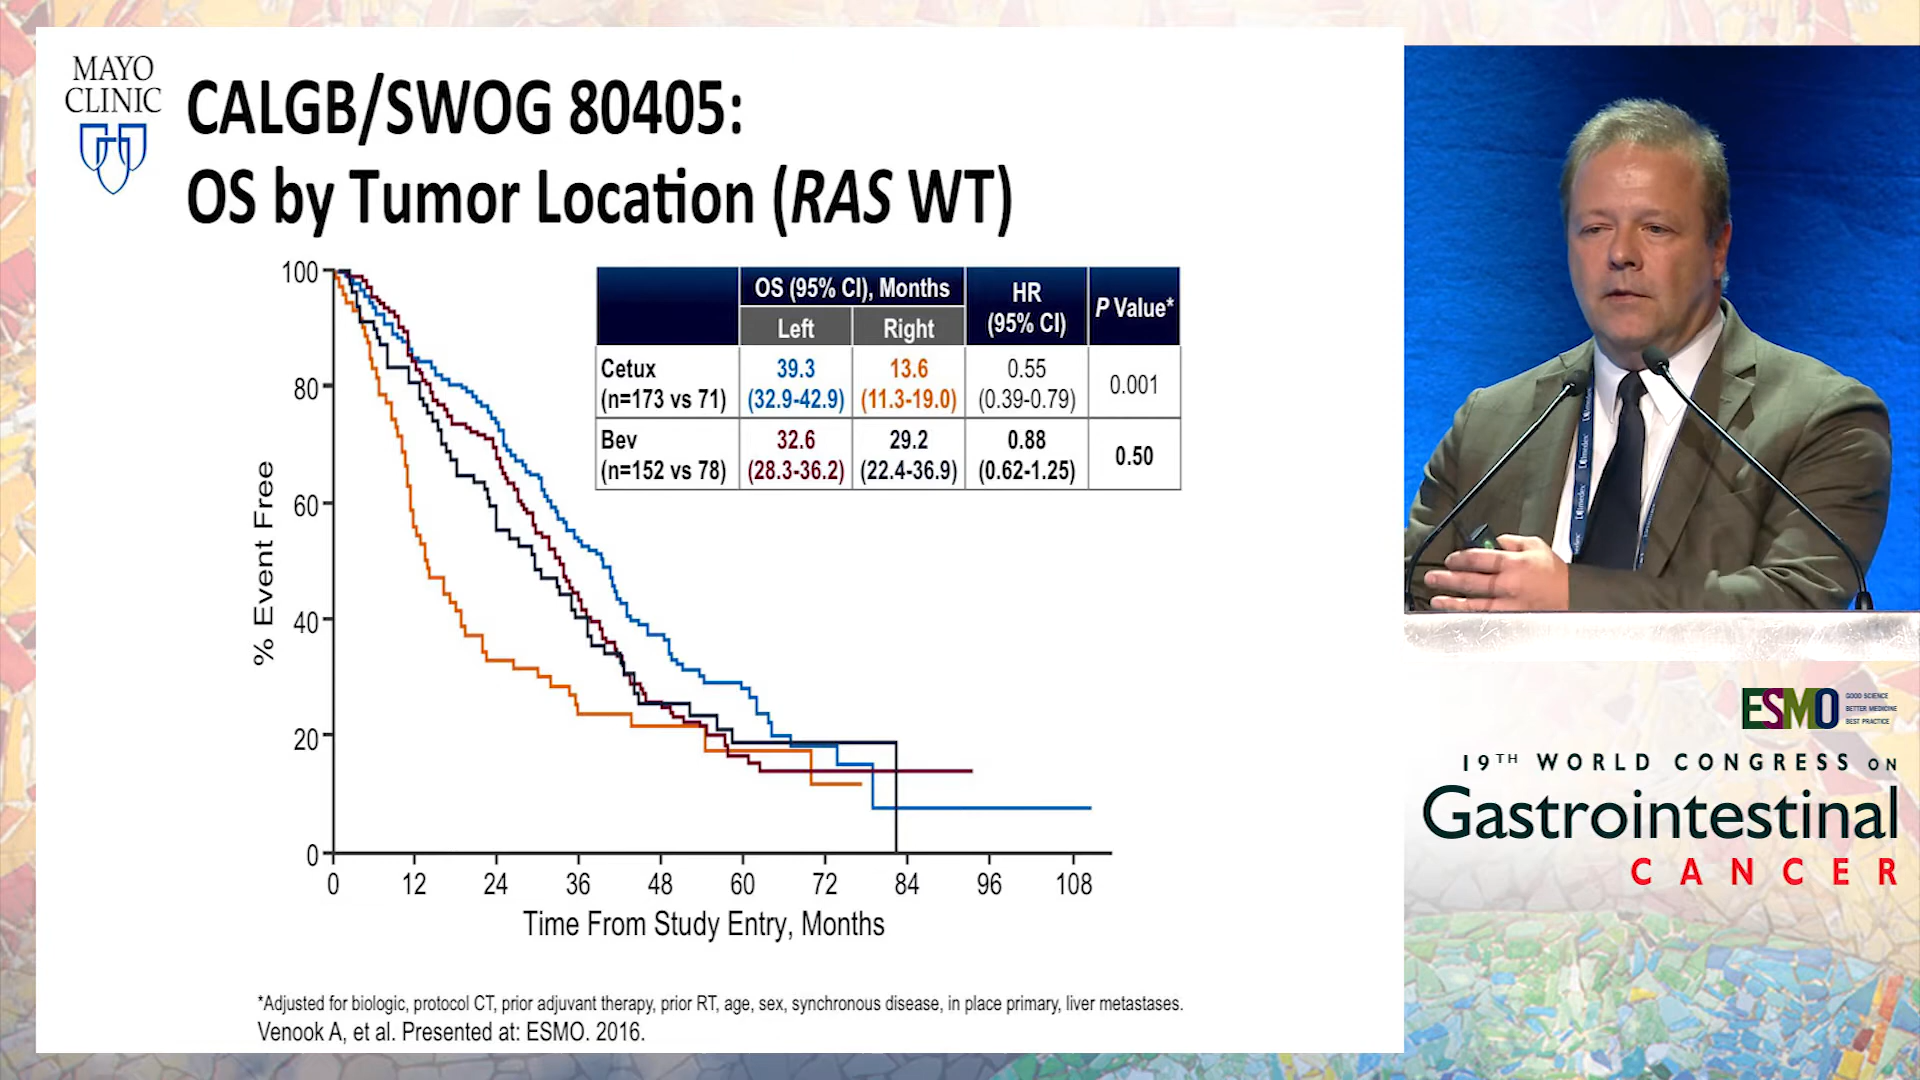 MAYO
CLINIC
CALGB/SWOG 80405:
OS by Tumor Location (RAS WT)
OS (95% CI), Months
HR
(95% CI)
P Value*
Left
Right
Cetux
(n=173 vs 71)
39.3
(32.9-42.9)
13.6
(11.3-19.0)
0.55
(0.39-0.79)
0.001
Bev
(n=152 vs 78)
32.6
(28.3-36.2)
29.2
(22.4-36.9)
0.88
(0.62-1.25)
0.50
% Event Free
100
80
60
40
20
0
0 12 24 36 48 60 72 84 96 108
Time From Study Entry, Months
*Adjusted for biologic, protocol CT, prior adjuvant therapy, prior RT, age, sex, synchronous disease, in place primary, liver metastases.
Venook A, et al. Presented at: ESMO. 2016.
imedex
ESMO
GOOD SCIENCE
BETTER MEDICINE
BEST PRACTICE
19TH WORLD CONGRESS ON
Gastrointestinal
CANCER